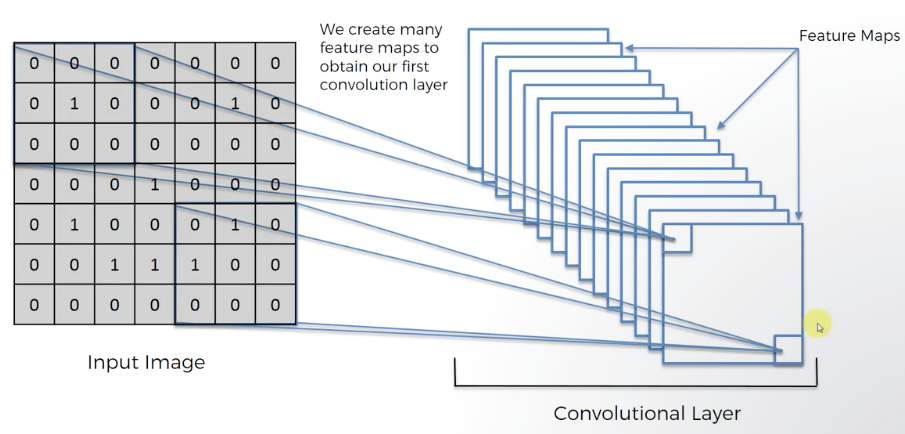 We create many
feature maps to
obtain our first
convolution layer
Feature Maps
0 0 0 0 0 0 0
0 1 0 0 0 1 0
0 0 0 0 0 0 0
0 0 0 1 0 0 0
0 1 0 0 0 1 0
0 0 1 1 1 0 0
0 0 0 0 0 0 0
Input Image
Convolutional Layer